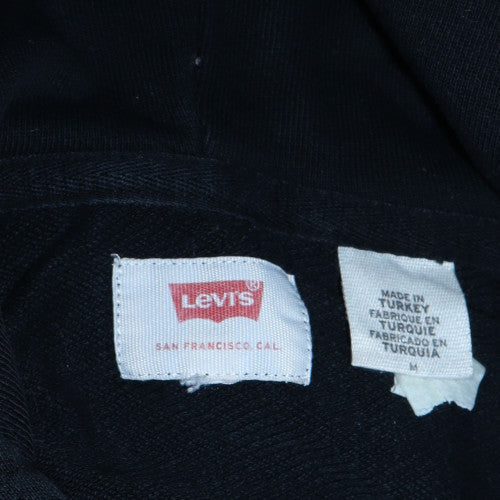 Levi's®
SAN FRANCISCO, CAL.
MADE IN
TURKEY
FABRIQUE EN
TURQUIE
FABRICADO EN
TURQUIA
M